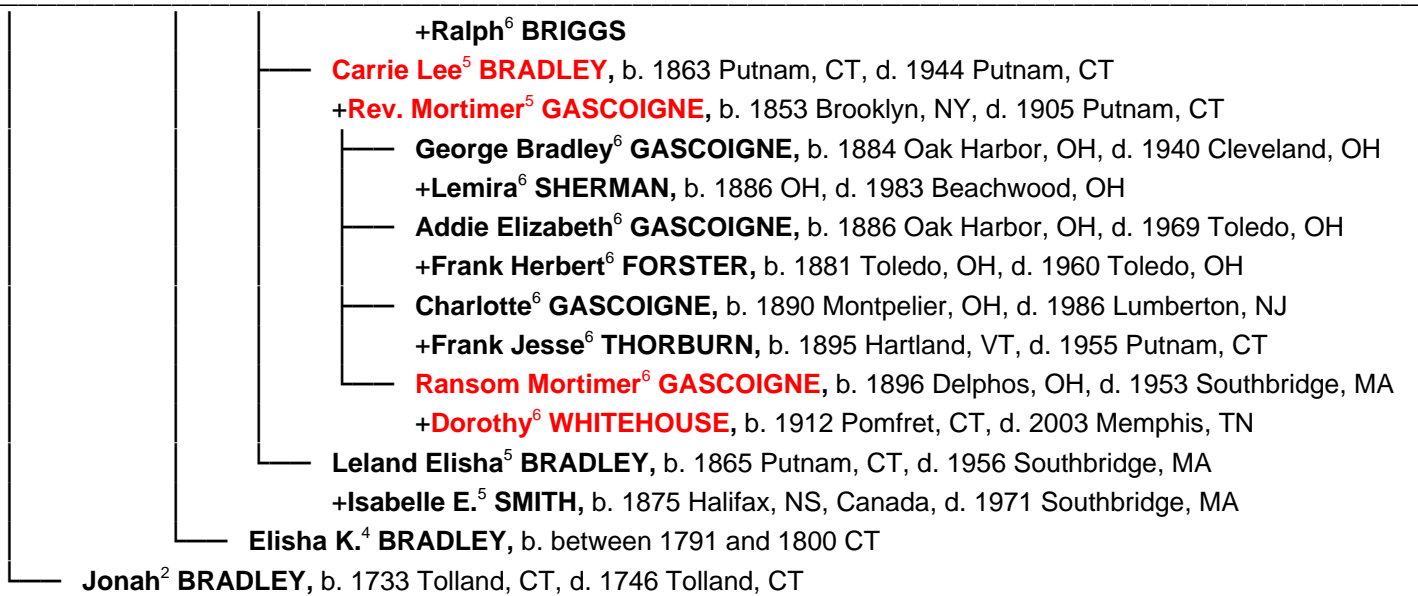 +Ralph⁶ BRIGGS
Carrie Lee⁵ BRADLEY, b. 1863 Putnam, CT, d. 1944 Putnam, CT
+Rev. Mortimer⁵ GASCOIGNE, b. 1853 Brooklyn, NY, d. 1905 Putnam, CT
George Bradley⁶ GASCOIGNE, b. 1884 Oak Harbor, OH, d. 1940 Cleveland, OH
+Lemira⁶ SHERMAN, b. 1886 OH, d. 1983 Beachwood, OH
Addie Elizabeth⁶ GASCOIGNE, b. 1886 Oak Harbor, OH, d. 1969 Toledo, OH
+Frank Herbert⁶ FORSTER, b. 1881 Toledo, OH, d. 1960 Toledo, OH
Charlotte⁶ GASCOIGNE, b. 1890 Montpelier, OH, d. 1986 Lumberton, NJ
+Frank Jesse⁶ THORBURN, b. 1895 Hartland, VT, d. 1955 Putnam, CT
Ransom Mortimer⁶ GASCOIGNE, b. 1896 Delphos, OH, d. 1953 Southbridge, MA
+Dorothy⁶ WHITEHOUSE, b. 1912 Pomfret, CT, d. 2003 Memphis, TN
Leland Elisha⁵ BRADLEY, b. 1865 Putnam, CT, d. 1956 Southbridge, MA
+Isabelle E.⁵ SMITH, b. 1875 Halifax, NS, Canada, d. 1971 Southbridge, MA
Elisha K.⁴ BRADLEY, b. between 1791 and 1800 CT
Jonah² BRADLEY, b. 1733 Tolland, CT, d. 1746 Tolland, CT